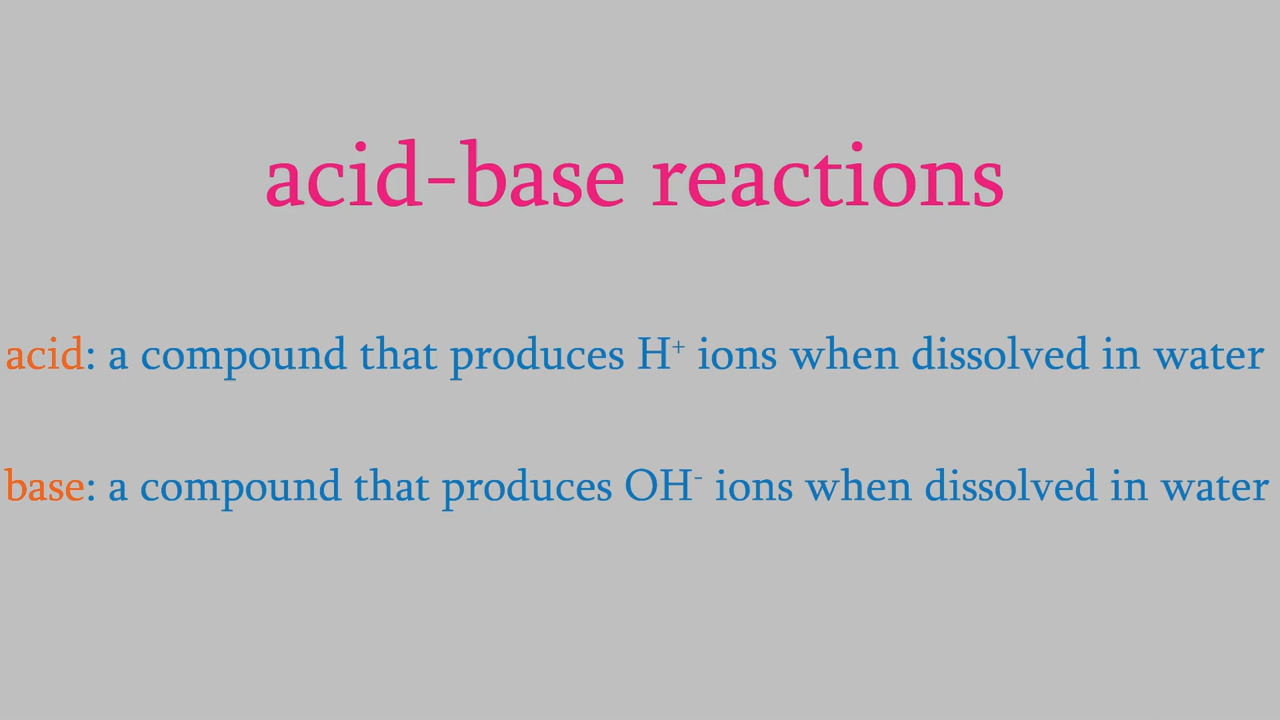 acid-base reactions
acid: a compound that produces H⁺ ions when dissolved in water
base: a compound that produces OH⁻ ions when dissolved in water